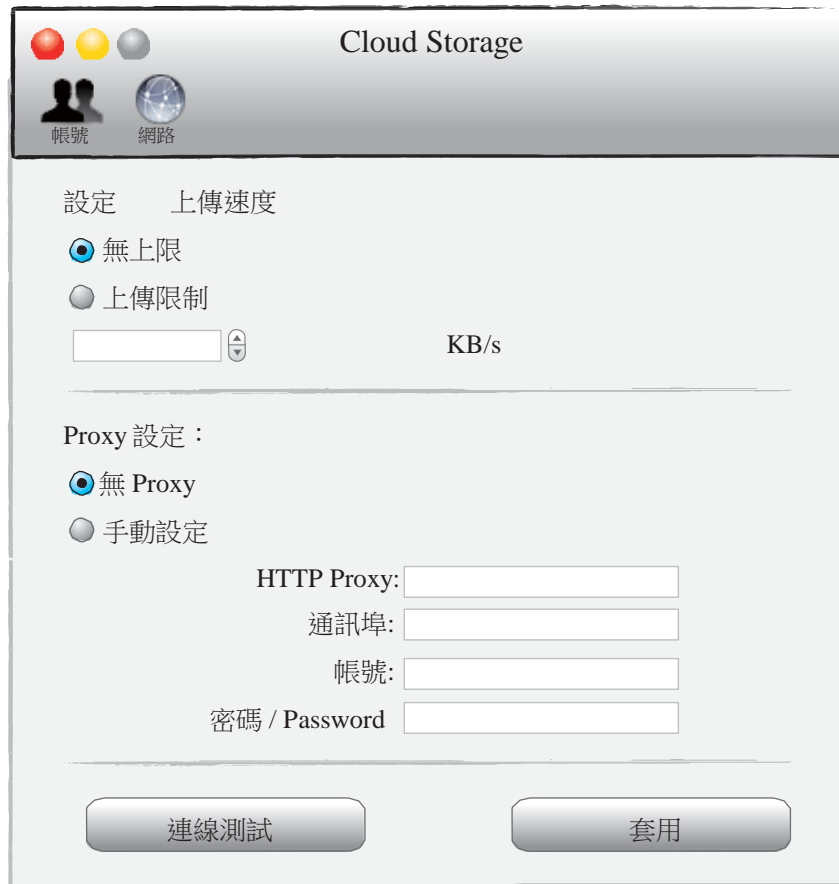 Cloud Storage
帳號 網路
設定 上傳速度
無上限
上傳限制
KB/s
Proxy 設定：
無 Proxy
手動設定
HTTP Proxy:
通訊埠:
帳號:
密碼 / Password
連線測試 套用